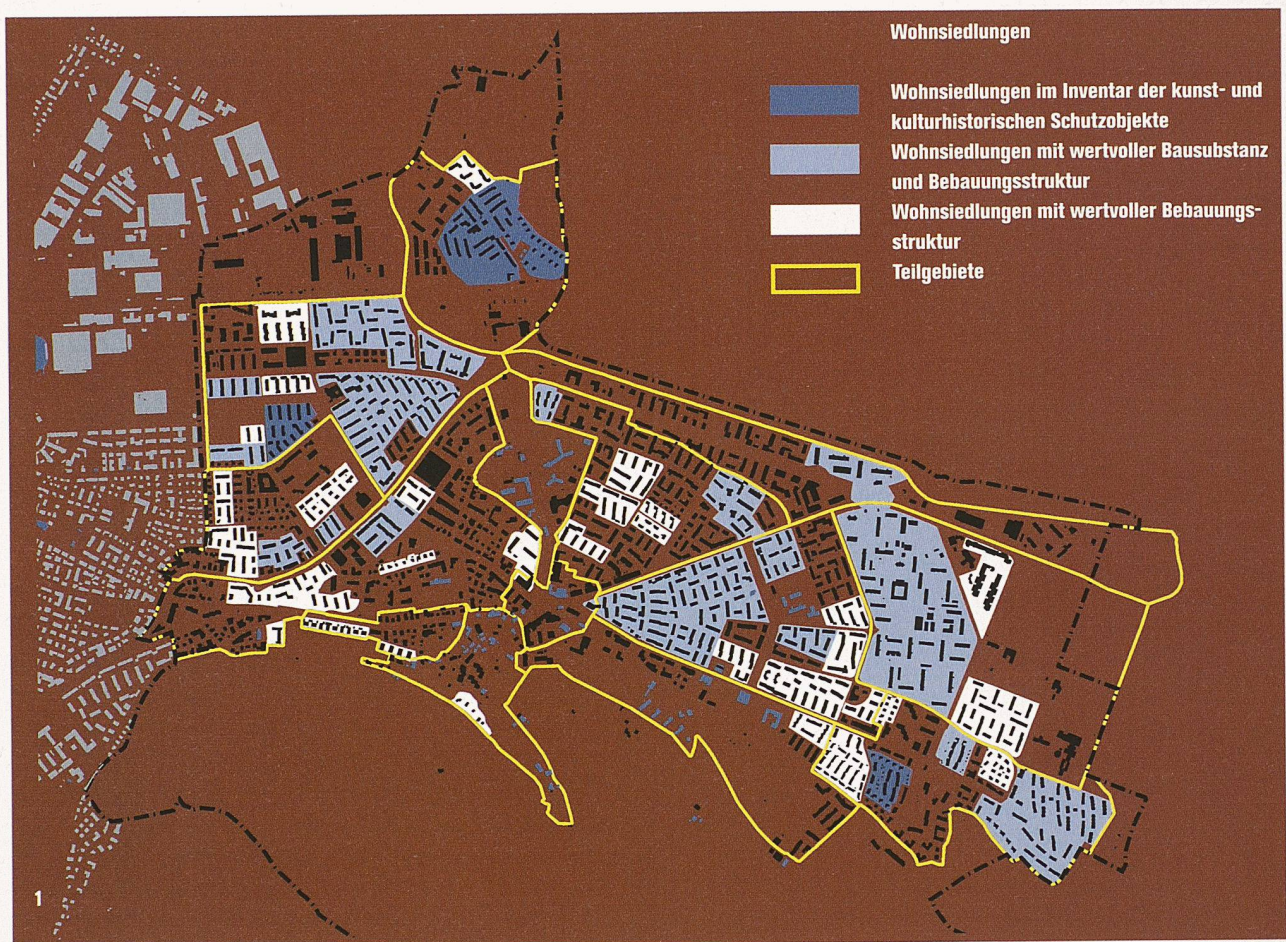 Wohnsiedlungen
Wohnsiedlungen im Inventar der kunst- und
kulturhistorischen Schutzobjekte
Wohnsiedlungen mit wertvoller Bausubstanz
und Bebauungsstruktur
Wohnsiedlungen mit wertvoller Bebauungs-
struktur
Teilgebiete
1